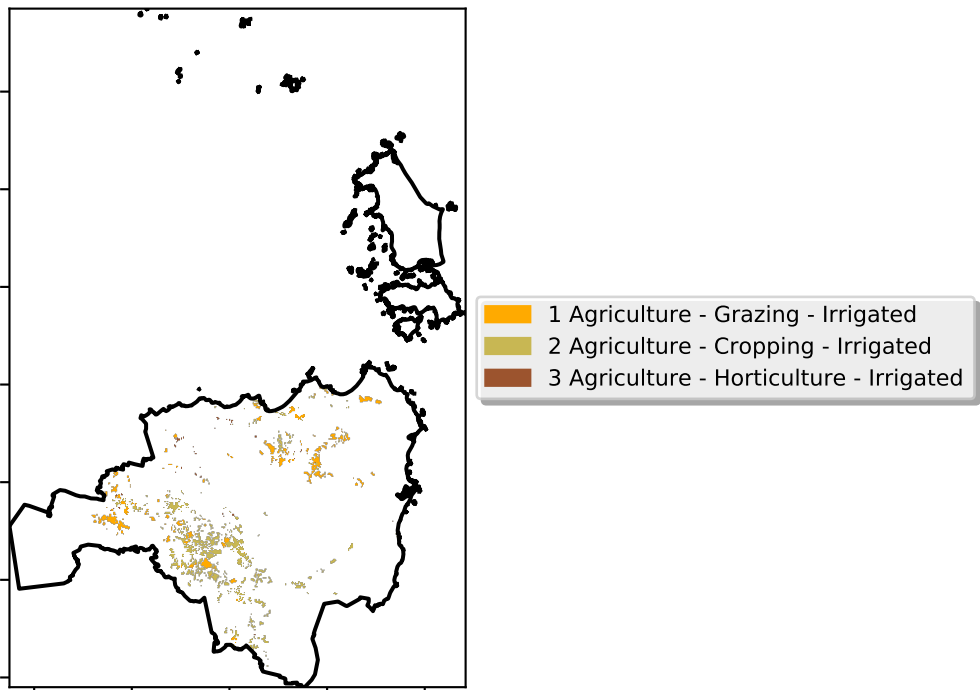 1 Agriculture - Grazing - Irrigated
2 Agriculture - Cropping - Irrigated
3 Agriculture - Horticulture - Irrigated